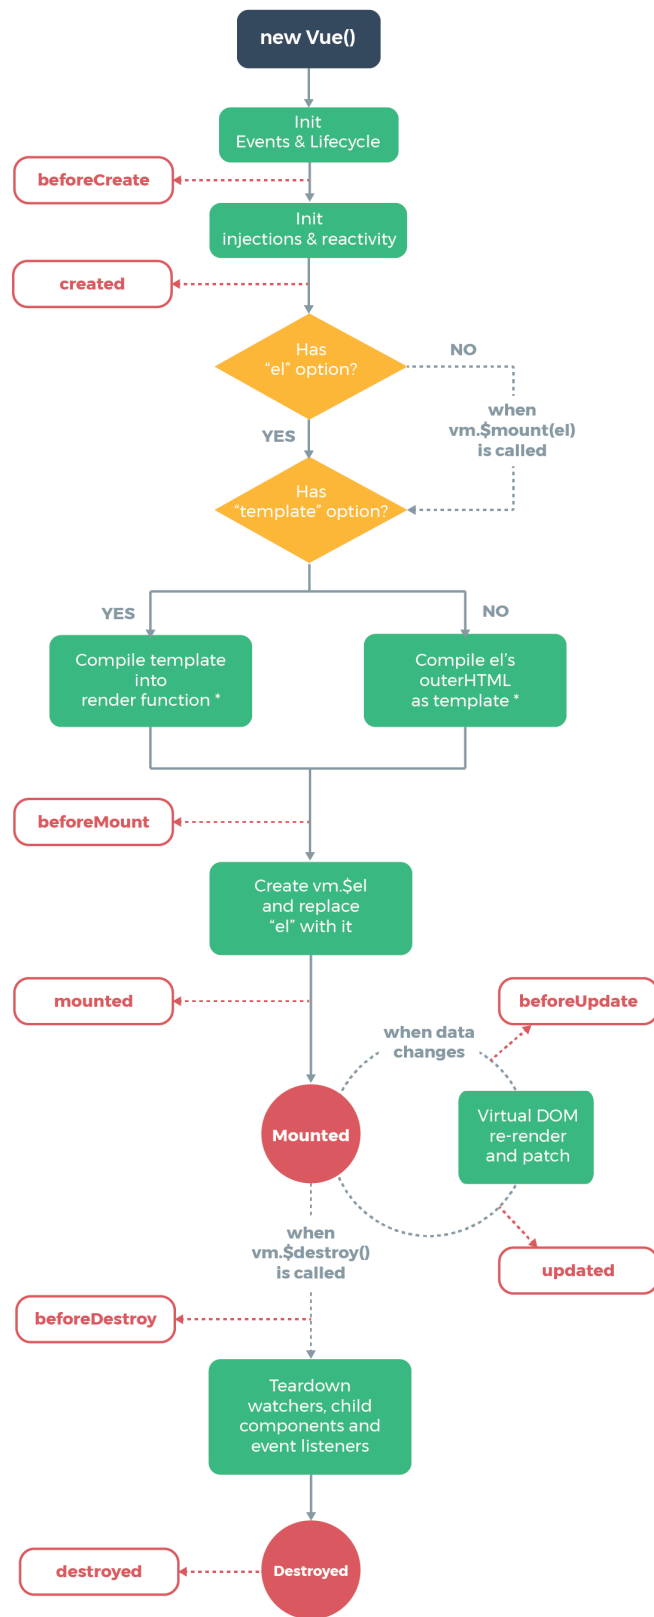 new Vue()
Init
Events & Lifecycle
beforeCreate
Init
injections & reactivity
created
Has
“el” option?
NO
when
vm.$mount(el)
is called
YES
Has
“template” option?
YES
NO
Compile template
into
render function *
Compile el’s
outerHTML
as template *
beforeMount
Create vm.$el
and replace
“el” with it
mounted
beforeUpdate
when data
changes
Mounted
Virtual DOM
re-render
and patch
when
vm.$destroy()
is called
updated
beforeDestroy
Teardown
watchers, child
components and
event listeners
destroyed
Destroyed